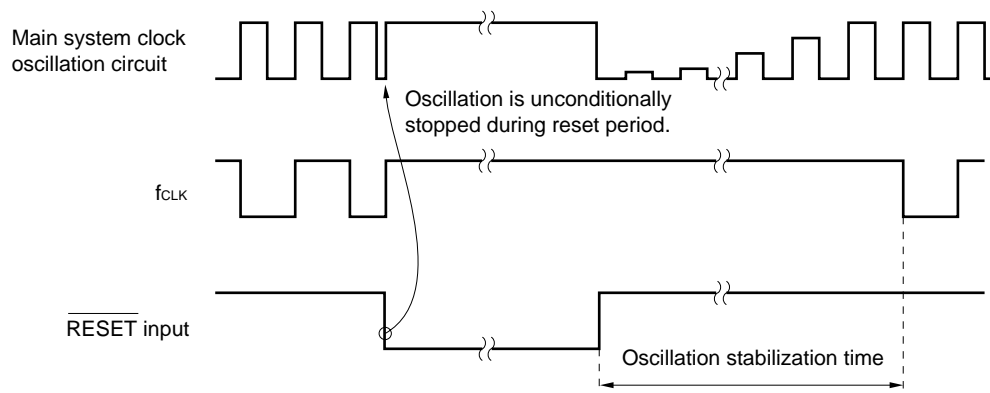 Main system clock
oscillation circuit
Oscillation is unconditionally
stopped during reset period.
fCLK
RESET input
Oscillation stabilization time